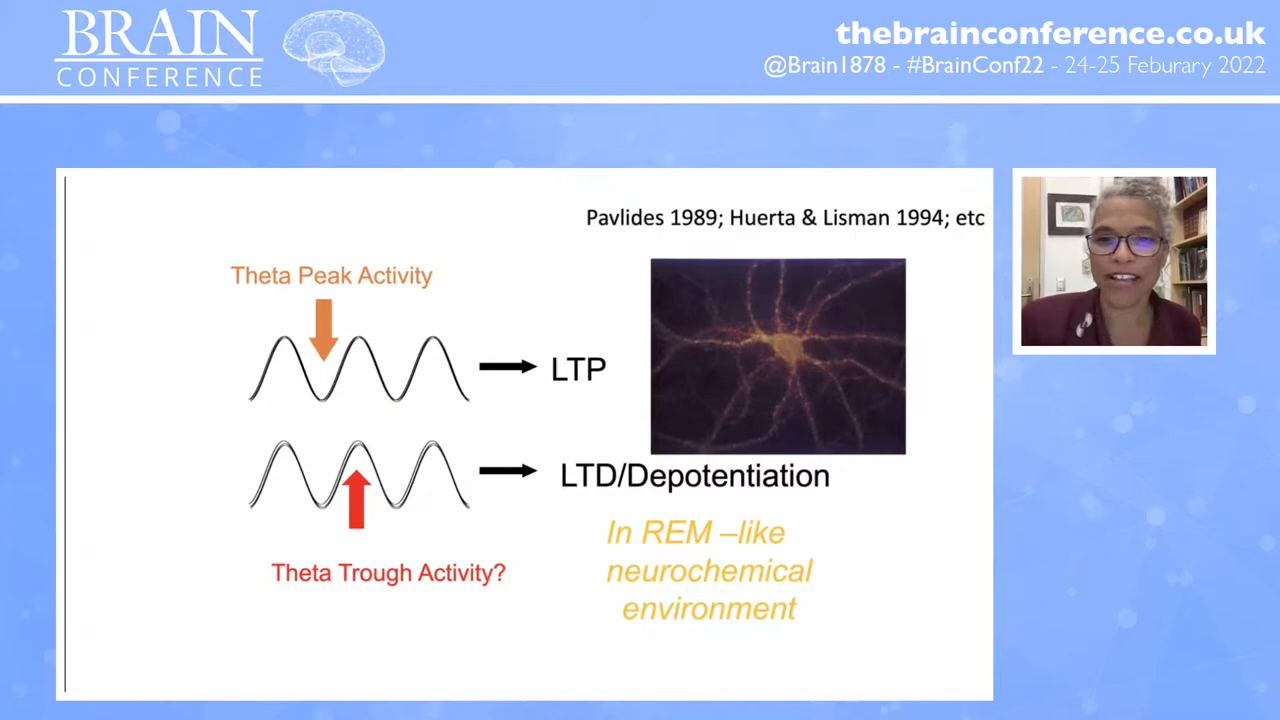 BRAIN
CONFERENCE
thebrainconference.co.uk
@Brain1878 - #BrainConf22 - 24-25 Feburary 2022
Pavlides 1989; Huerta & Lisman 1994; etc
Theta Peak Activity
LTP
LTD/Depotentiation
Theta Trough Activity?
In REM –like
neurochemical
environment